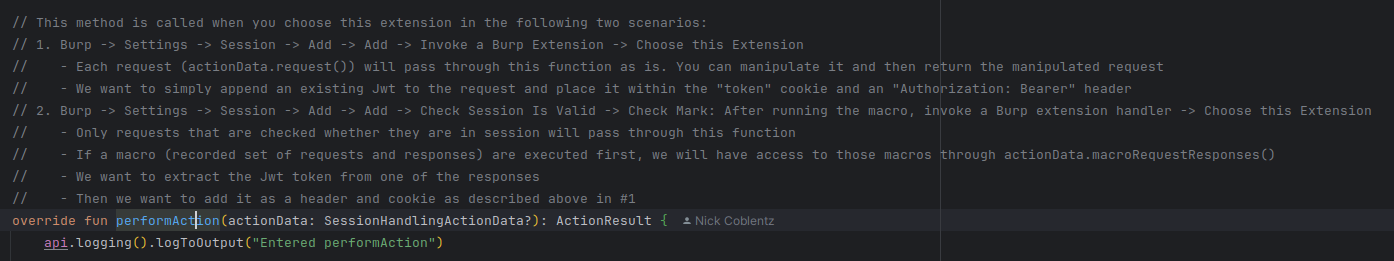 // This method is called when you choose this extension in the following two scenarios:
// 1. Burp -> Settings -> Session -> Add -> Add -> Invoke a Burp Extension -> Choose this Extension
//    - Each request (actionData.request()) will pass through this function as is. You can manipulate it and then return the manipulated request
//    - We want to simply append an existing Jwt to the request and place it within the "token" cookie and an "Authorization: Bearer" header
// 2. Burp -> Settings -> Session -> Add -> Add -> Check Session Is Valid -> Check Mark: After running the macro, invoke a Burp extension handler -> Choose this Extension
//    - Only requests that are checked whether they are in session will pass through this function
//    - If a macro (recorded set of requests and responses) are executed first, we will have access to those macros through actionData.macroRequestResponses()
//    - We want to extract the Jwt token from one of the responses
//    - Then we want to add it as a header and cookie as described above in #1
override fun performAction(actionData: SessionHandlingActionData?): ActionResult { Nick Coblentz
    api.logging().logToOutput("Entered performAction")